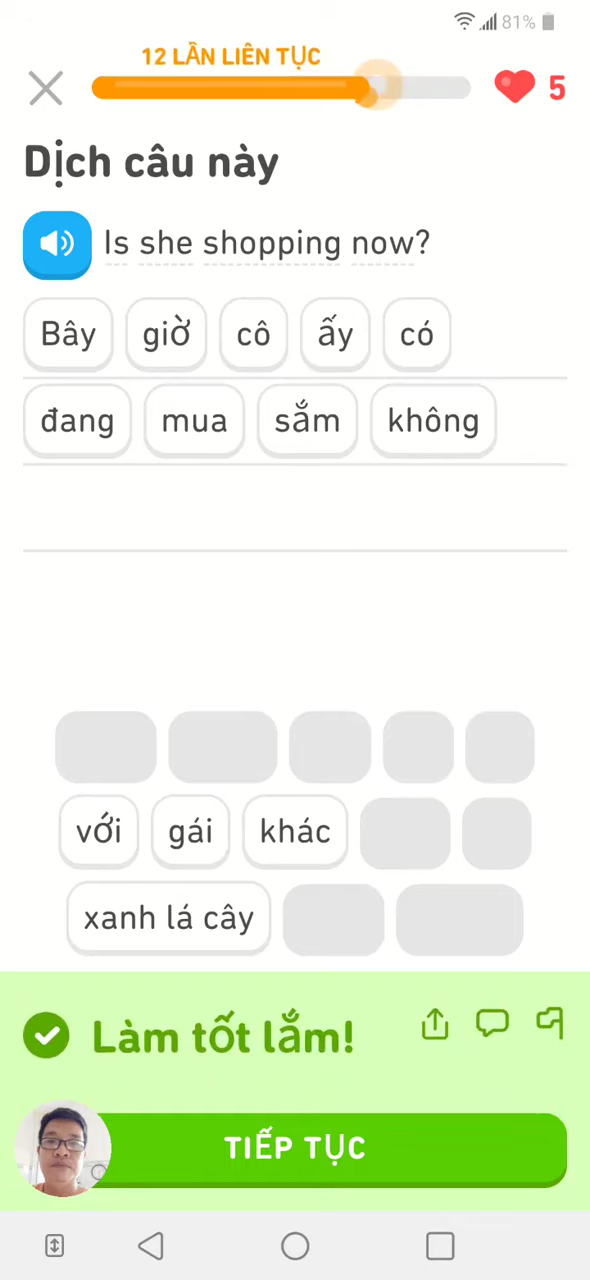 81%
12 LẦN LIÊN TỤC
5
Dịch câu này
Is she shopping now?
Bây giờ cô ấy có
đang mua sắm không
với gái khác
xanh lá cây
Làm tốt lắm!
TIẾP TỤC